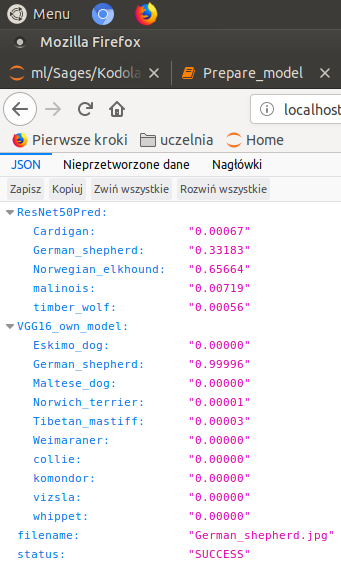 Menu
Mozilla Firefox
ml/Sages/Kodola
Prepare_model
localhost
Pierwsze kroki uczelnia Home
JSON Nieprzetworzone dane Nagłówki
Zapisz Kopiuj Zwiń wszystkie Rozwiń wszystkie
ResNet50Pred:
Cardigan: "0.00067"
German_shepherd: "0.33183"
Norwegian_elkhound: "0.65664"
malinois: "0.00719"
timber_wolf: "0.00056"
VGG16_own_model:
Eskimo_dog: "0.00000"
German_shepherd: "0.99996"
Maltese_dog: "0.00000"
Norwich_terrier: "0.00001"
Tibetan_mastiff: "0.00003"
Weimaraner: "0.00000"
collie: "0.00000"
komondor: "0.00000"
vizsla: "0.00000"
whippet: "0.00000"
filename: "German_shepherd.jpg"
status: "SUCCESS"